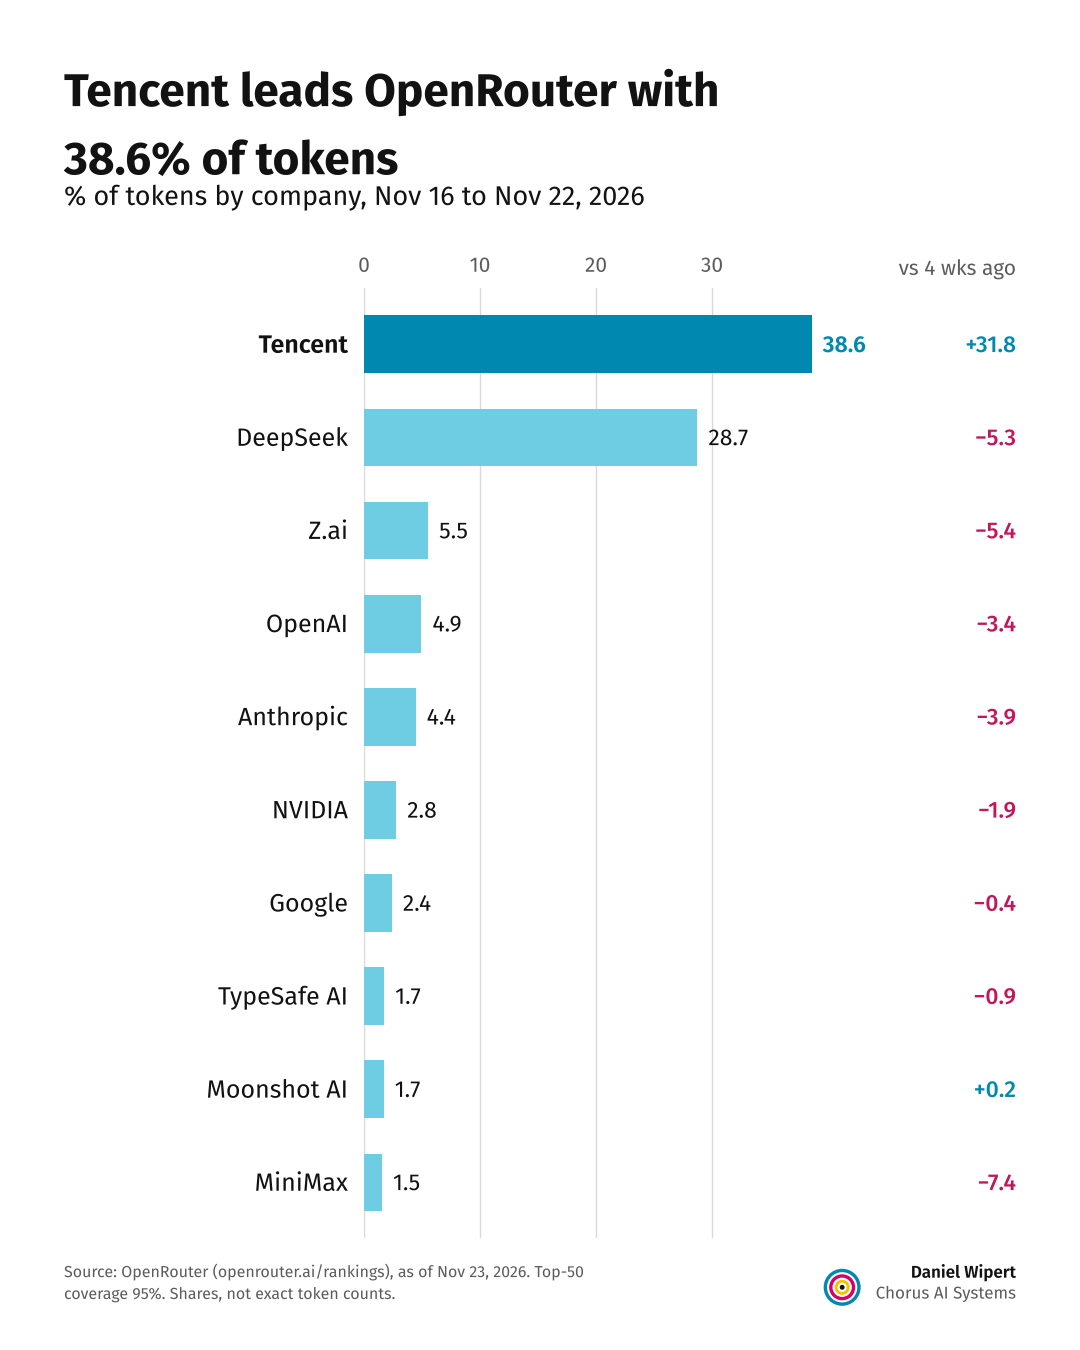 Tencent leads OpenRouter with
38.6% of tokens
% of tokens by company, Nov 16 to Nov 22, 2026
0 10 20 30 vs 4 wks ago
Tencent 38.6 +31.8
DeepSeek 28.7 −5.3
Z.ai 5.5 −5.4
OpenAI 4.9 −3.4
Anthropic 4.4 −3.9
NVIDIA 2.8 −1.9
Google 2.4 −0.4
TypeSafe AI 1.7 −0.9
Moonshot AI 1.7 +0.2
MiniMax 1.5 −7.4
Source: OpenRouter (openrouter.ai/rankings), as of Nov 23, 2026. Top-50
coverage 95%. Shares, not exact token counts.
Daniel Wipert
Chorus AI Systems